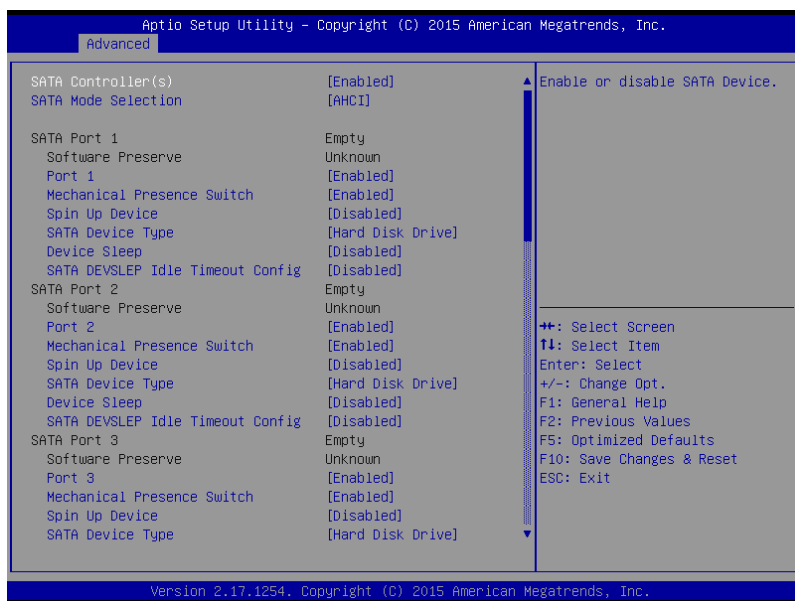 Aptio Setup Utility – Copyright (C) 2015 American Megatrends, Inc.
Advanced
SATA Controller(s) [Enabled]
SATA Mode Selection [AHCI]
SATA Port 1 Empty
Software Preserve Unknown
Port 1 [Enabled]
Mechanical Presence Switch [Enabled]
Spin Up Device [Disabled]
SATA Device Type [Hard Disk Drive]
Device Sleep [Disabled]
SATA DEVSLEP Idle Timeout Config [Disabled]
SATA Port 2 Empty
Software Preserve Unknown
Port 2 [Enabled]
Mechanical Presence Switch [Enabled]
Spin Up Device [Disabled]
SATA Device Type [Hard Disk Drive]
Device Sleep [Disabled]
SATA DEVSLEP Idle Timeout Config [Disabled]
SATA Port 3 Empty
Software Preserve Unknown
Port 3 [Enabled]
Mechanical Presence Switch [Enabled]
Spin Up Device [Disabled]
SATA Device Type [Hard Disk Drive]
Enable or disable SATA Device.
→←: Select Screen
↑↓: Select Item
Enter: Select
+/-: Change Opt.
F1: General Help
F2: Previous Values
F5: Optimized Defaults
F10: Save Changes & Reset
ESC: Exit
Version 2.17.1254. Copyright (C) 2015 American Megatrends, Inc.